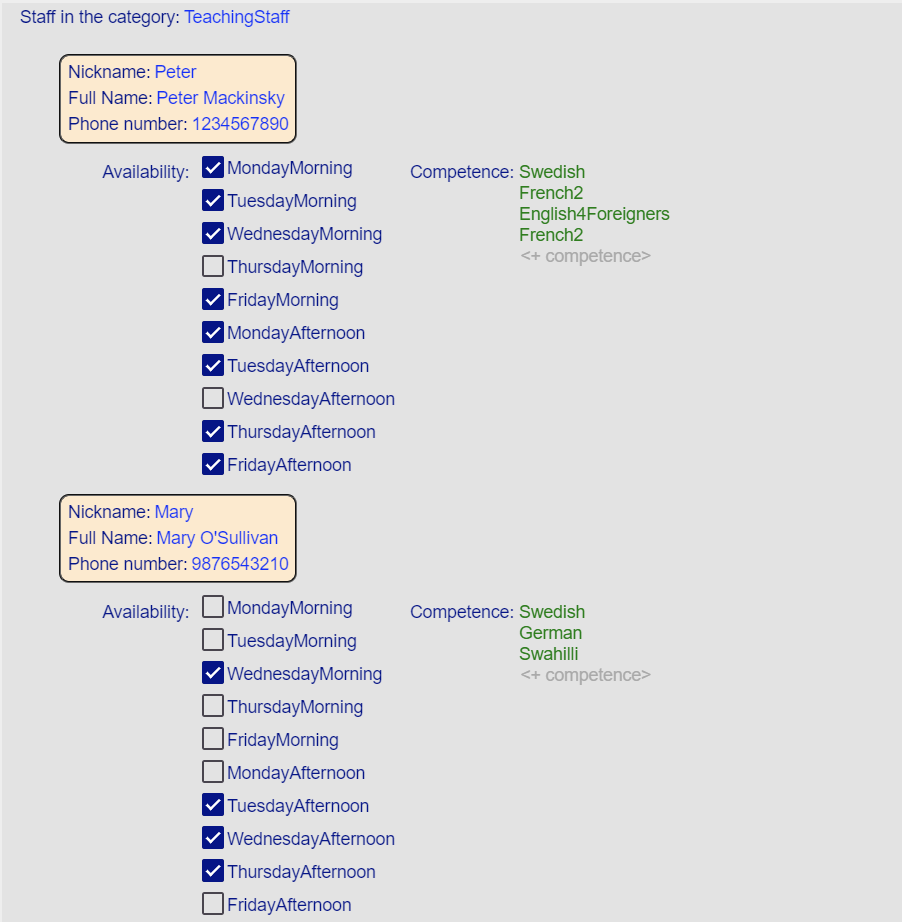 Staff in the category: TeachingStaff
Nickname: Peter
Full Name: Peter Mackinsky
Phone number: 1234567890
Availability:
MondayMorning
TuesdayMorning
WednesdayMorning
ThursdayMorning
FridayMorning
MondayAfternoon
TuesdayAfternoon
WednesdayAfternoon
ThursdayAfternoon
FridayAfternoon
Competence: Swedish
French2
English4Foreigners
French2
<+ competence>
Nickname: Mary
Full Name: Mary O'Sullivan
Phone number: 9876543210
Availability:
MondayMorning
TuesdayMorning
WednesdayMorning
ThursdayMorning
FridayMorning
MondayAfternoon
TuesdayAfternoon
WednesdayAfternoon
ThursdayAfternoon
FridayAfternoon
Competence: Swedish
German
Swahilli
<+ competence>